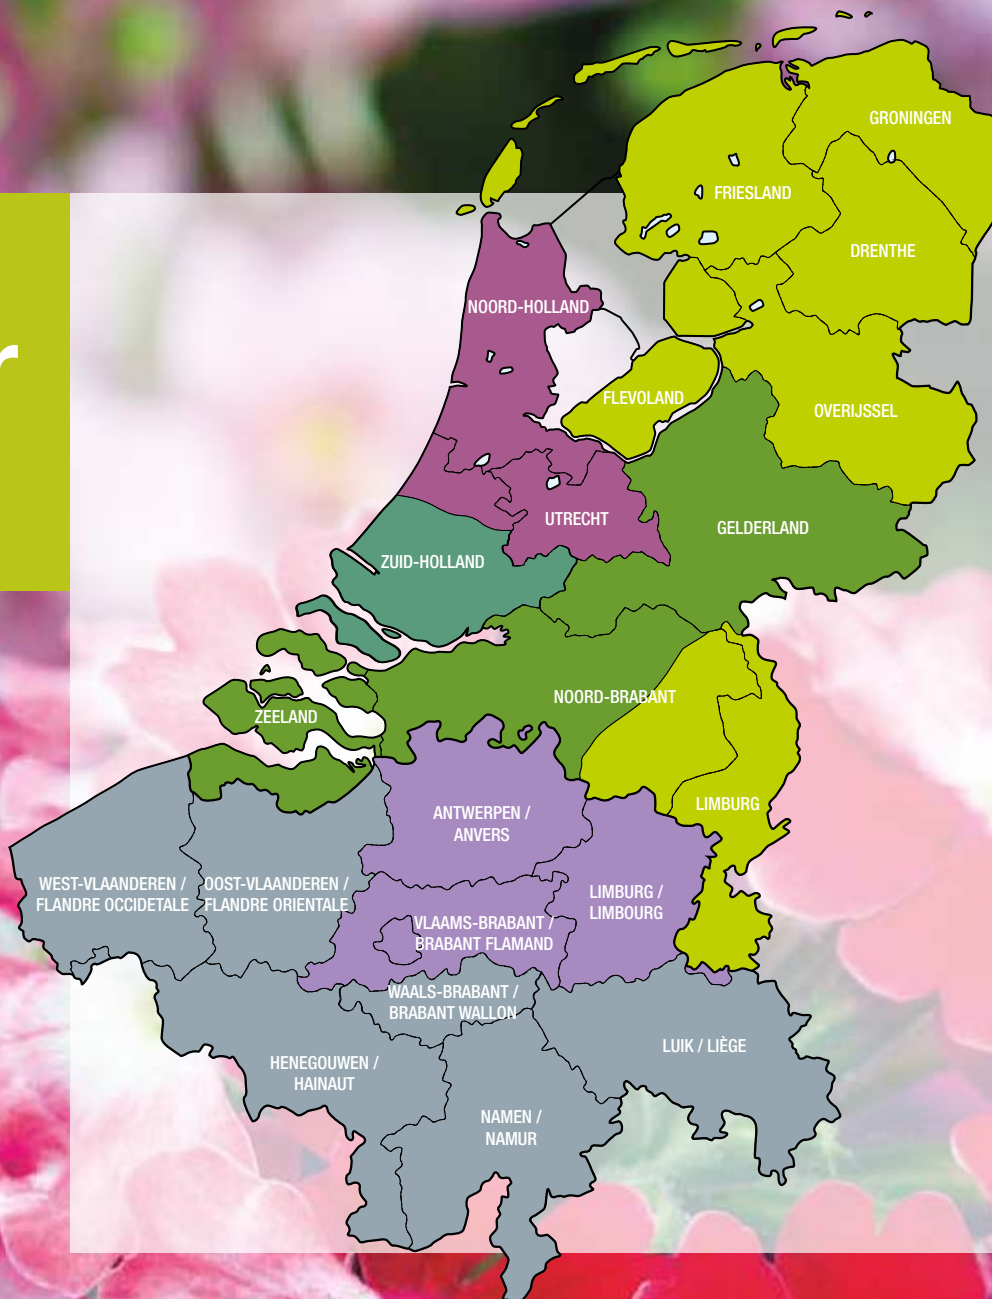 r
GRONINGEN
FRIESLAND
DRENTHE
NOORD-HOLLAND
FLEVOLAND
OVERIJSSEL
UTRECHT
GELDERLAND
ZUID-HOLLAND
NOORD-BRABANT
ZEELAND
LIMBURG
ANTWERPEN /
ANVERS
WEST-VLAANDEREN /
FLANDRE OCCIDETALE
OOST-VLAANDEREN /
FLANDRE ORIENTALE
LIMBURG /
LIMBOURG
VLAAMS-BRABANT /
BRABANT FLAMAND
WAALS-BRABANT /
BRABANT WALLON
LUIK / LIÈGE
HENEGOUWEN /
HAINAUT
NAMEN /
NAMUR